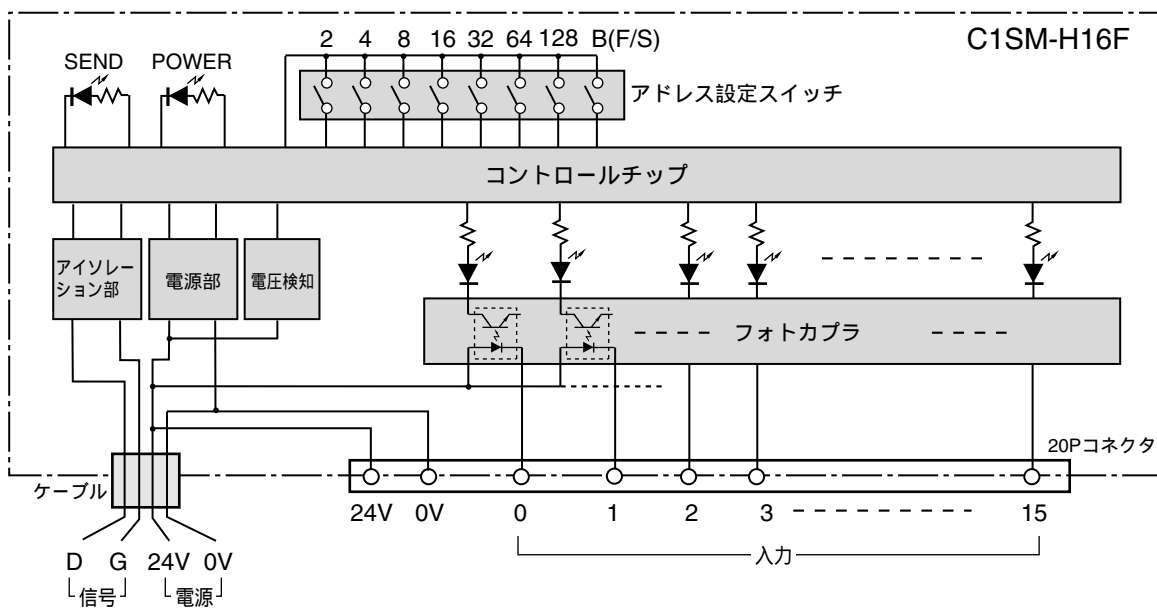 C1SM-H16F
2 4 8 16 32 64 128 B(F/S)
SEND POWER
アドレス設定スイッチ
コントロールチップ
アイソレー
ション部
電源部
電圧検知
フォトカプラ
20Pコネクタ
ケーブル
24V 0V 0 1 2 3 15
D G 24V 0V
入力
信号 電源